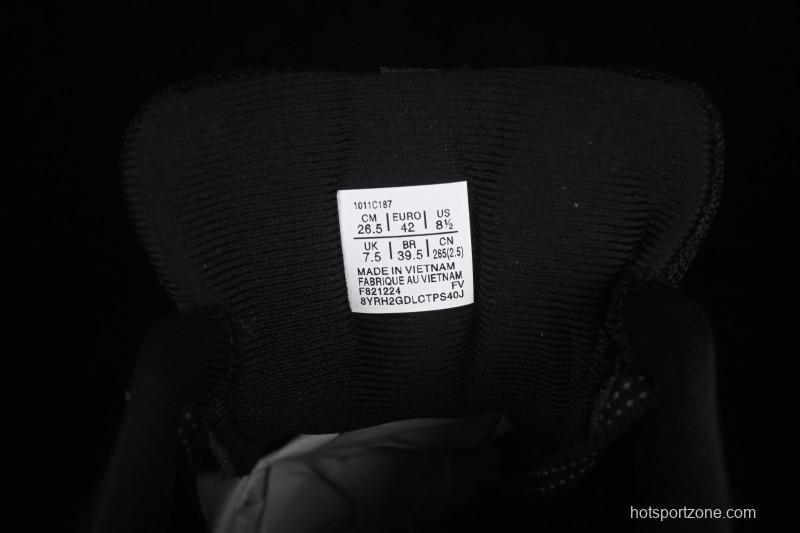 1011C187
CM EURO US
26.5 42 8½
UK BR CN
7.5 39.5 265(2.5)
MADE IN VIETNAM
FABRIQUE AU VIETNAM
F821224 FV
8YRH2GDLCTPS40J
hotsportzone.com